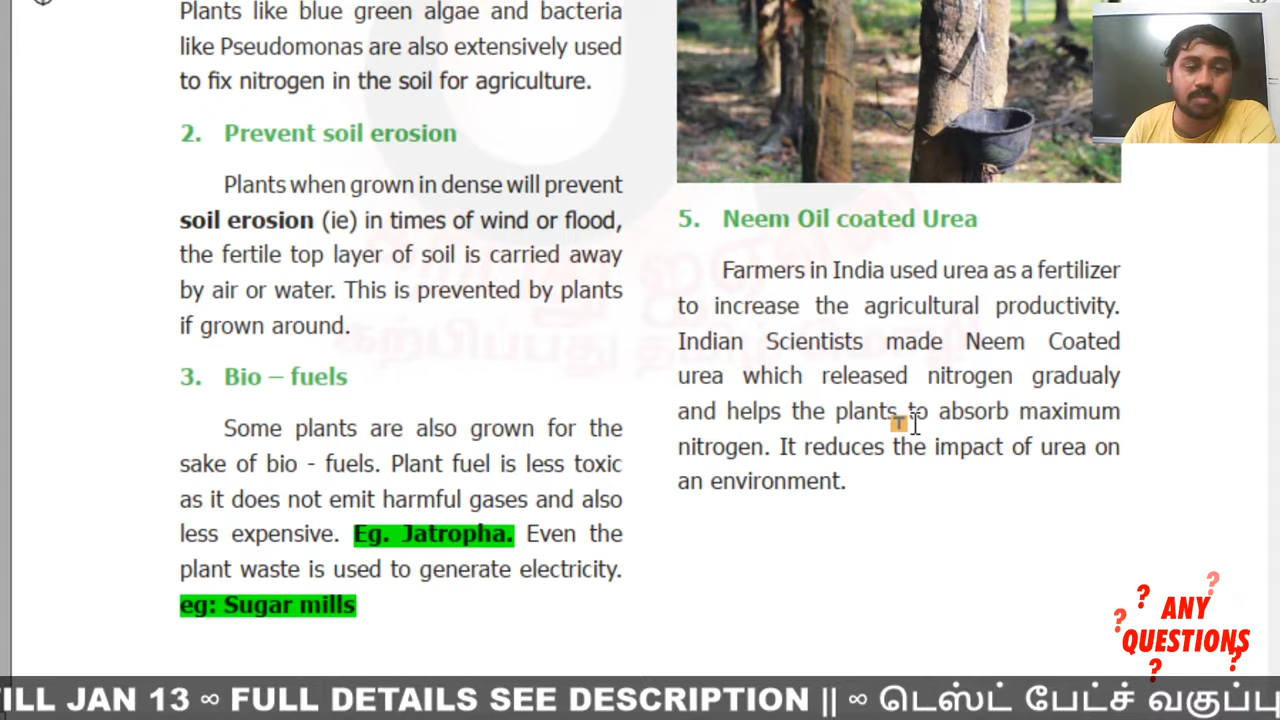 Plants like blue green algae and bacteria
like Pseudomonas are also extensively used
to fix nitrogen in the soil for agriculture.
2. Prevent soil erosion
Plants when grown in dense will prevent
soil erosion (ie) in times of wind or flood,
the fertile top layer of soil is carried away
by air or water. This is prevented by plants
if grown around.
3. Bio – fuels
Some plants are also grown for the
sake of bio - fuels. Plant fuel is less toxic
as it does not emit harmful gases and also
less expensive. Eg. Jatropha. Even the
plant waste is used to generate electricity.
eg: Sugar mills
5. Neem Oil coated Urea
Farmers in India used urea as a fertilizer
to increase the agricultural productivity.
Indian Scientists made Neem Coated
urea which released nitrogen gradualy
and helps the plants to absorb maximum
nitrogen. It reduces the impact of urea on
an environment.
T
? ANY
QUESTIONS
கற்பிப்பது தமிழ் மொழி
TILL JAN 13 ∞ FULL DETAILS SEE DESCRIPTION || ∞ டெஸ்ட் பேட்ச் வகுப்பு